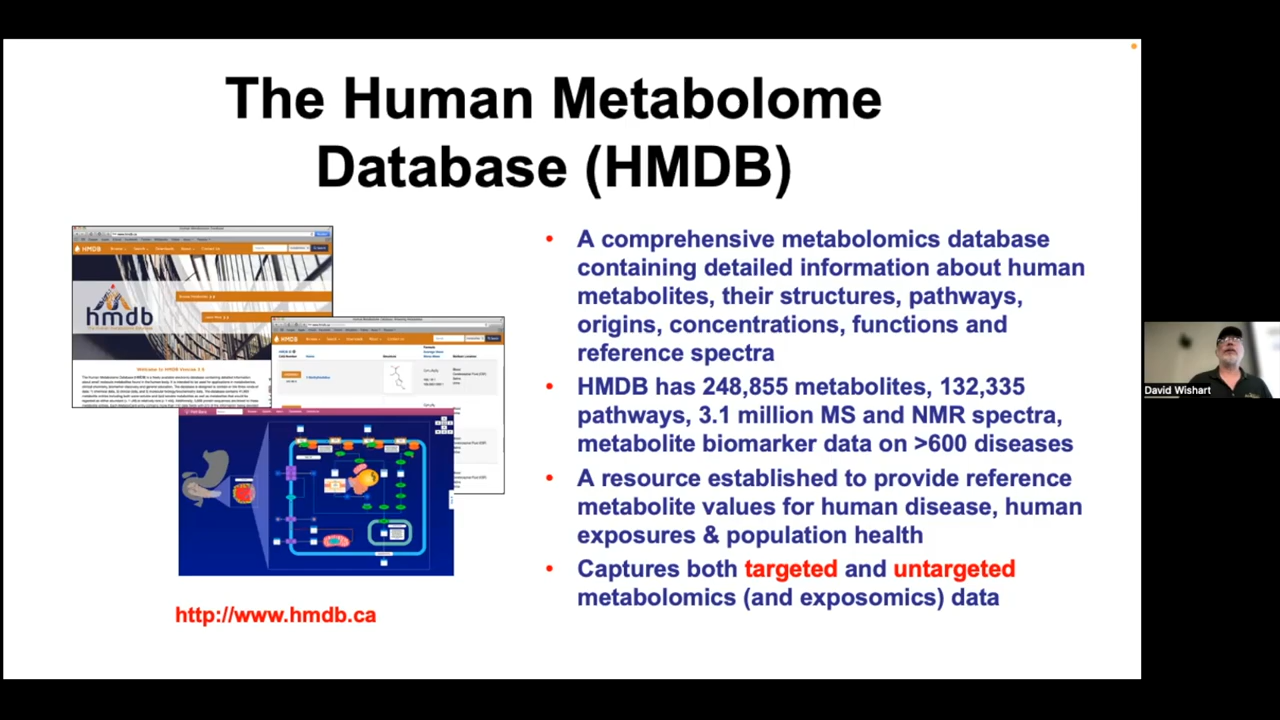 The Human Metabolome
Database (HMDB)
HMDB
hmdb
• A comprehensive metabolomics database
containing detailed information about human
metabolites, their structures, pathways,
origins, concentrations, functions and
reference spectra
• HMDB has 248,855 metabolites, 132,335
pathways, 3.1 million MS and NMR spectra,
metabolite biomarker data on >600 diseases
• A resource established to provide reference
metabolite values for human disease, human
exposures & population health
• Captures both targeted and untargeted
metabolomics (and exposomics) data
http://www.hmdb.ca
David Wishart